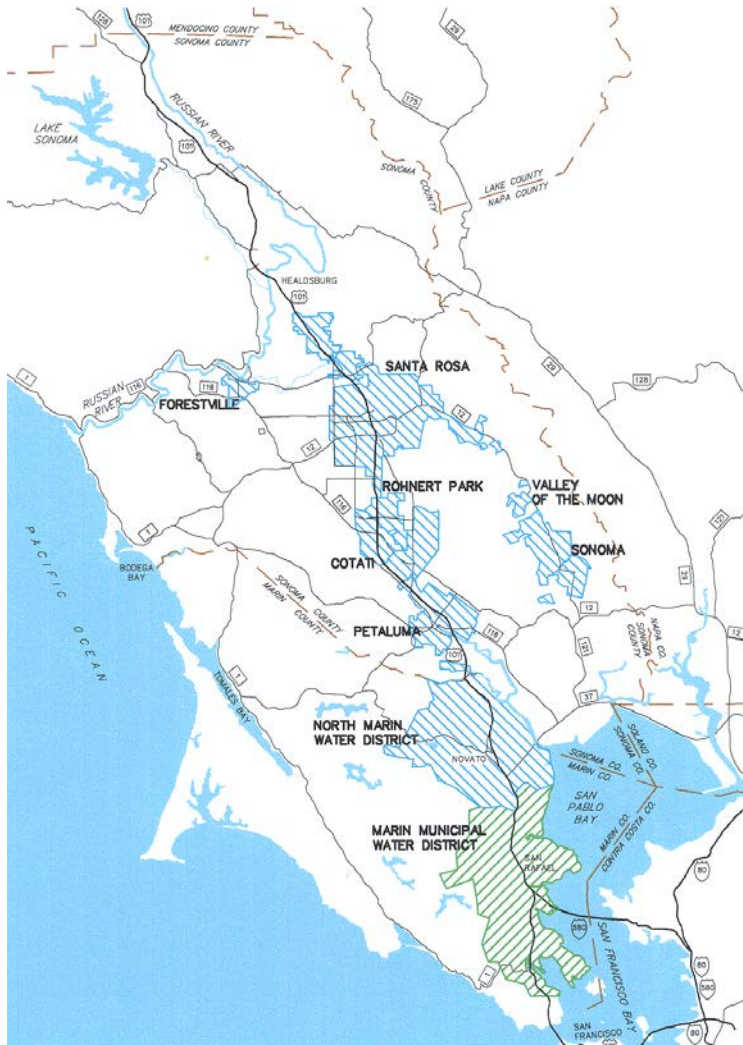 128
101
MENDOCINO COUNTY
SONOMA COUNTY
29
175
LAKE
SONOMA
RUSSIAN RIVER
101
SONOMA COUNTY
LAKE COUNTY
NAPA COUNTY
HEALDSBURG
101
SANTA ROSA
29
128
1
RUSSIAN
RIVER
116
116
FORESTVILLE
12
12
ROHNERT PARK
VALLEY
OF THE MOON
116
121
SONOMA
COTATI
1
BODEGA
BAY
SONOMA COUNTY
MARIN COUNTY
29
PACIFIC OCEAN
PETALUMA
116
12
12
121
NAPA CO.
SONOMA
COUNTY
101
1
TOMALES BAY
37
NORTH MARIN
WATER DISTRICT
NOVATO
SONOMA CO.
MARIN CO.
SOLANO CO.
SONOMA CO.
SAN
PABLO
BAY
MARIN MUNICIPAL
WATER DISTRICT
MARIN CO.
CONTRA COSTA CO.
SAN
RAFAEL
80
580
SAN FRANCISCO BAY
1
80
580
SAN
FRANCISCO
80